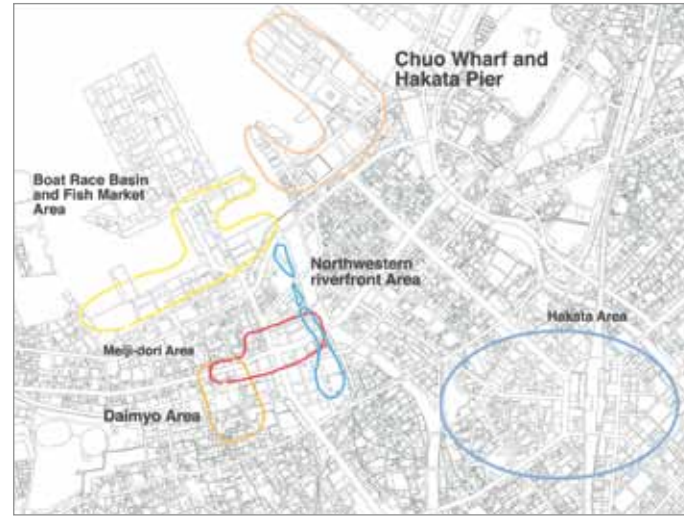 Chuo Wharf and
Hakata Pier
Boat Race Basin
and Fish Market
Area
Northwestern
riverfront Area
Hakata Area
Meiji-dori Area
Daimyo Area